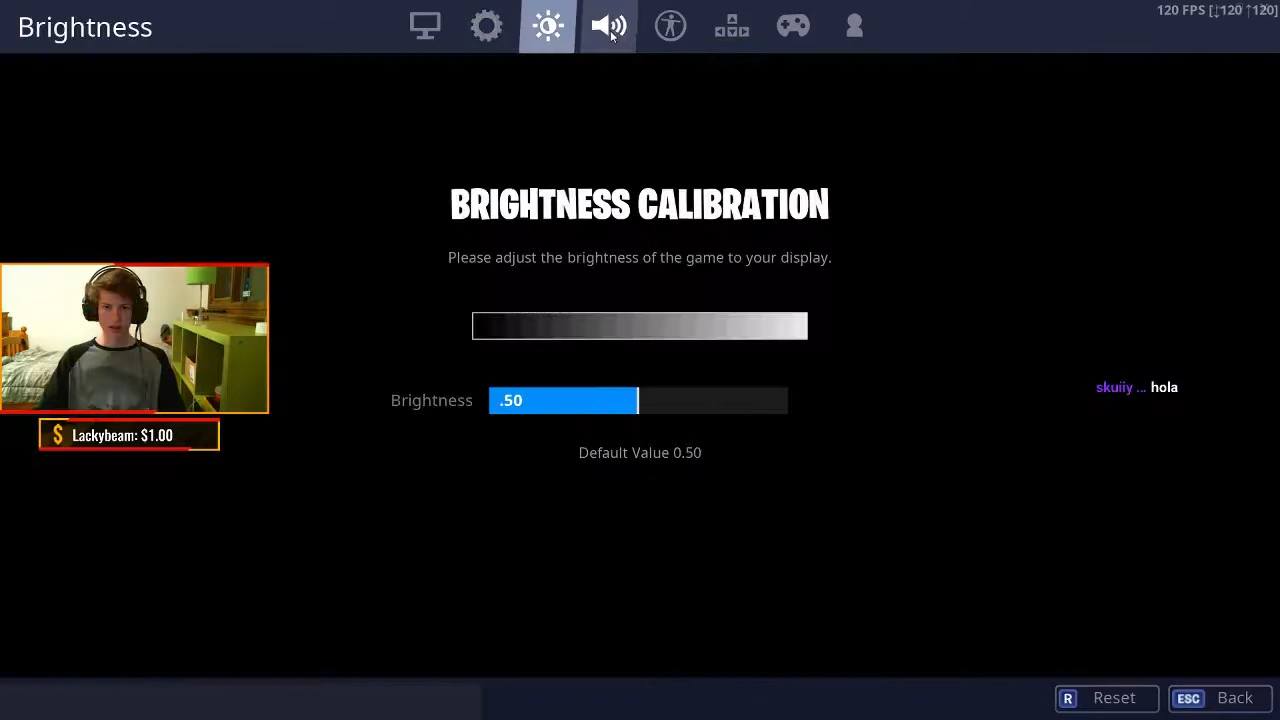 Brightness
120 FPS [↓120 ↑120]
BRIGHTNESS CALIBRATION
Please adjust the brightness of the game to your display.
Brightness
.50
Default Value 0.50
$ Lackybeam: $1.00
skuiiy ... hola
R Reset
ESC Back